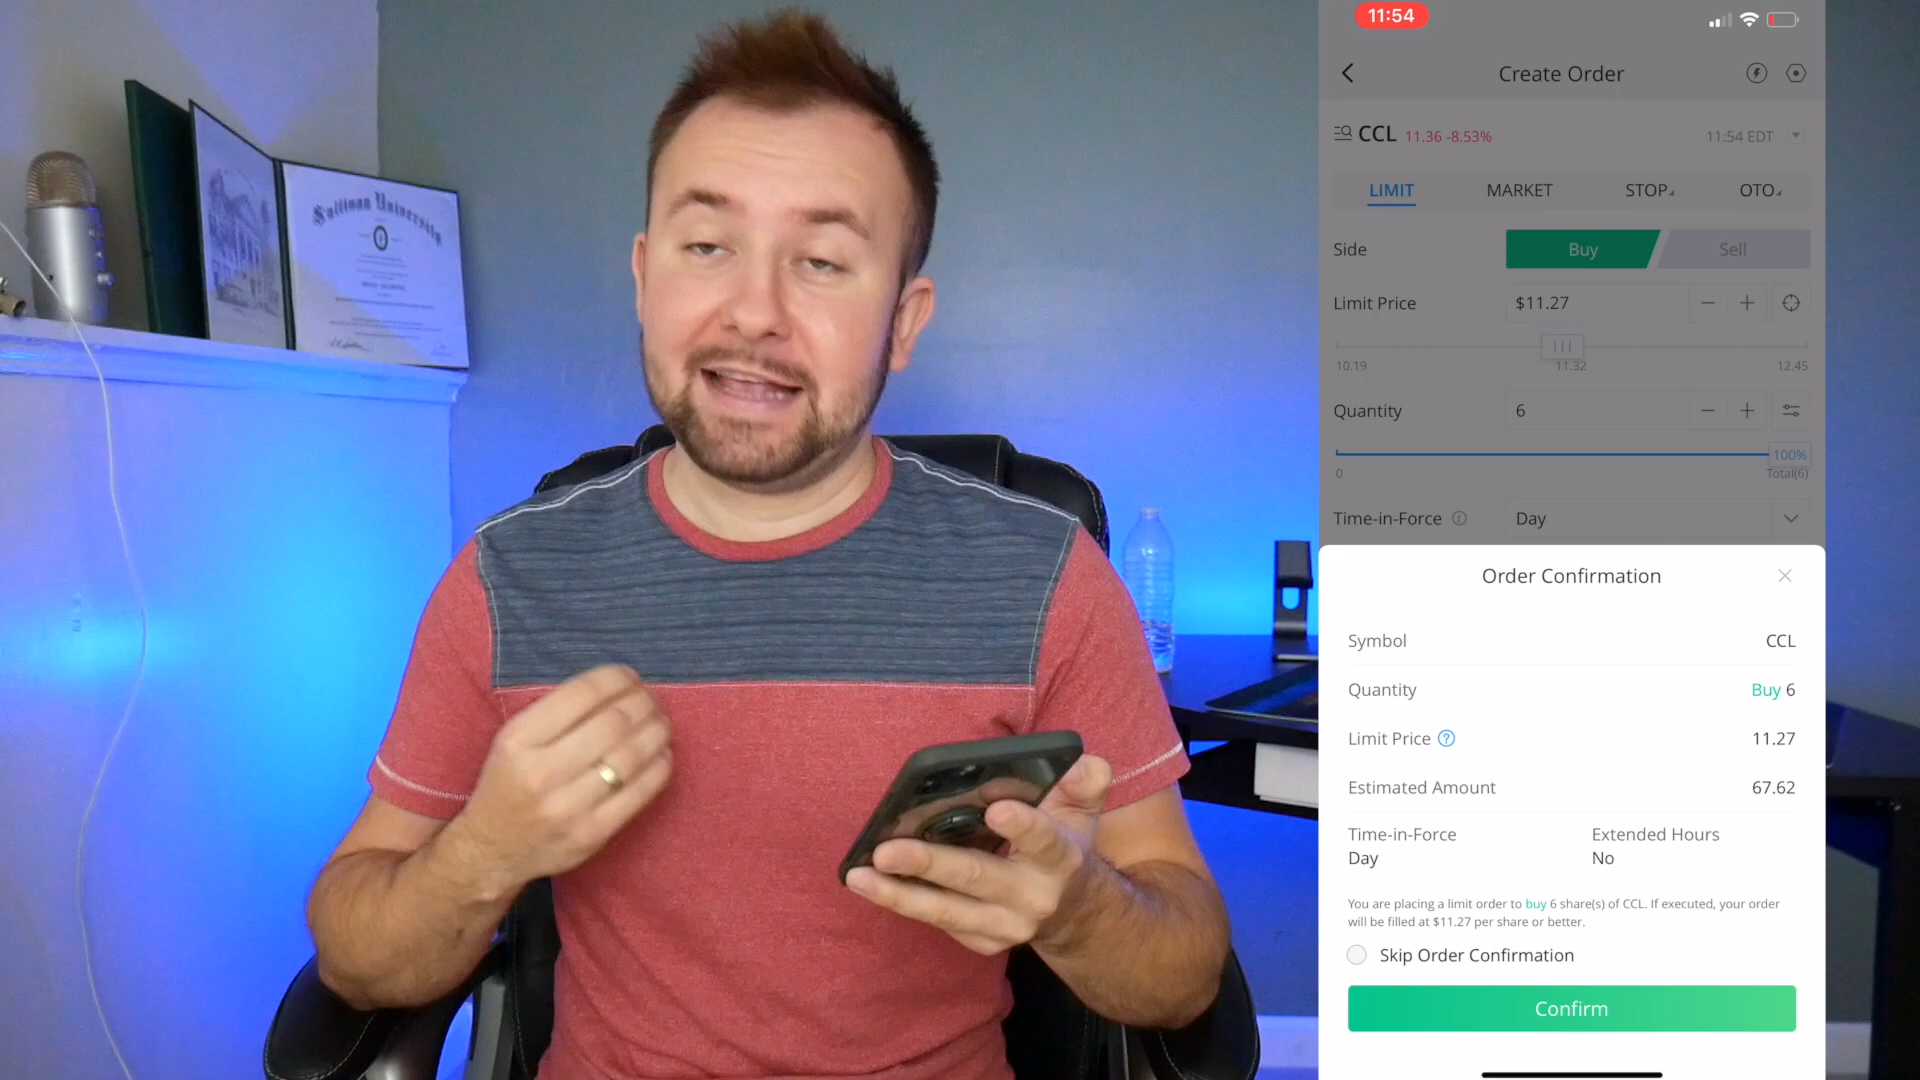 Sullivan University
11:54
Create Order
CCL 11.36 -8.53% 11:54 EDT
LIMIT MARKET STOP OTO
Side Buy Sell
Limit Price $11.27
10.19 11.32 12.45
Quantity 6
100%
0 Total(6)
Time-in-Force Day
Order Confirmation
Symbol CCL
Quantity Buy 6
Limit Price 11.27
Estimated Amount 67.62
Time-in-Force Extended Hours
Day No
You are placing a limit order to buy 6 share(s) of CCL. If executed, your order
will be filled at $11.27 per share or better.
Skip Order Confirmation
Confirm